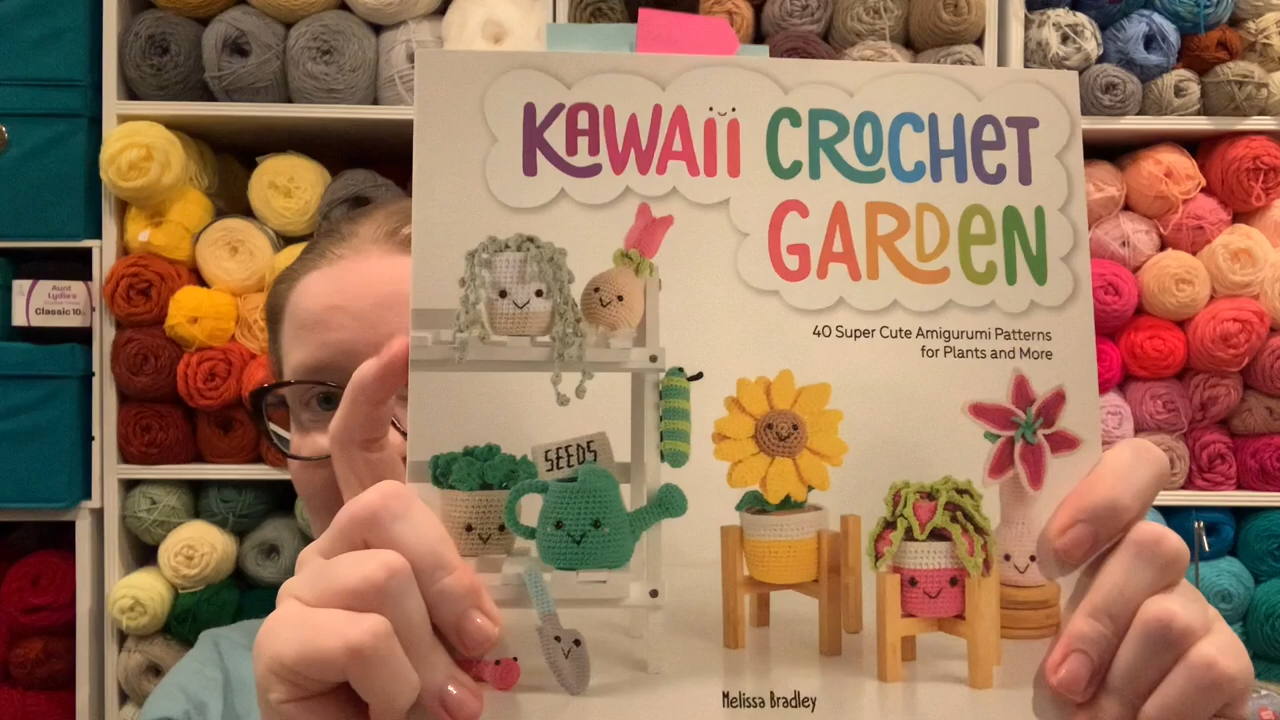 KAWAii CROCHET
GARDEN
40 Super Cute Amigurumi Patterns
for Plants and More
SEEDS
Melissa Bradley
Aunt
Lydia's
Classic 10